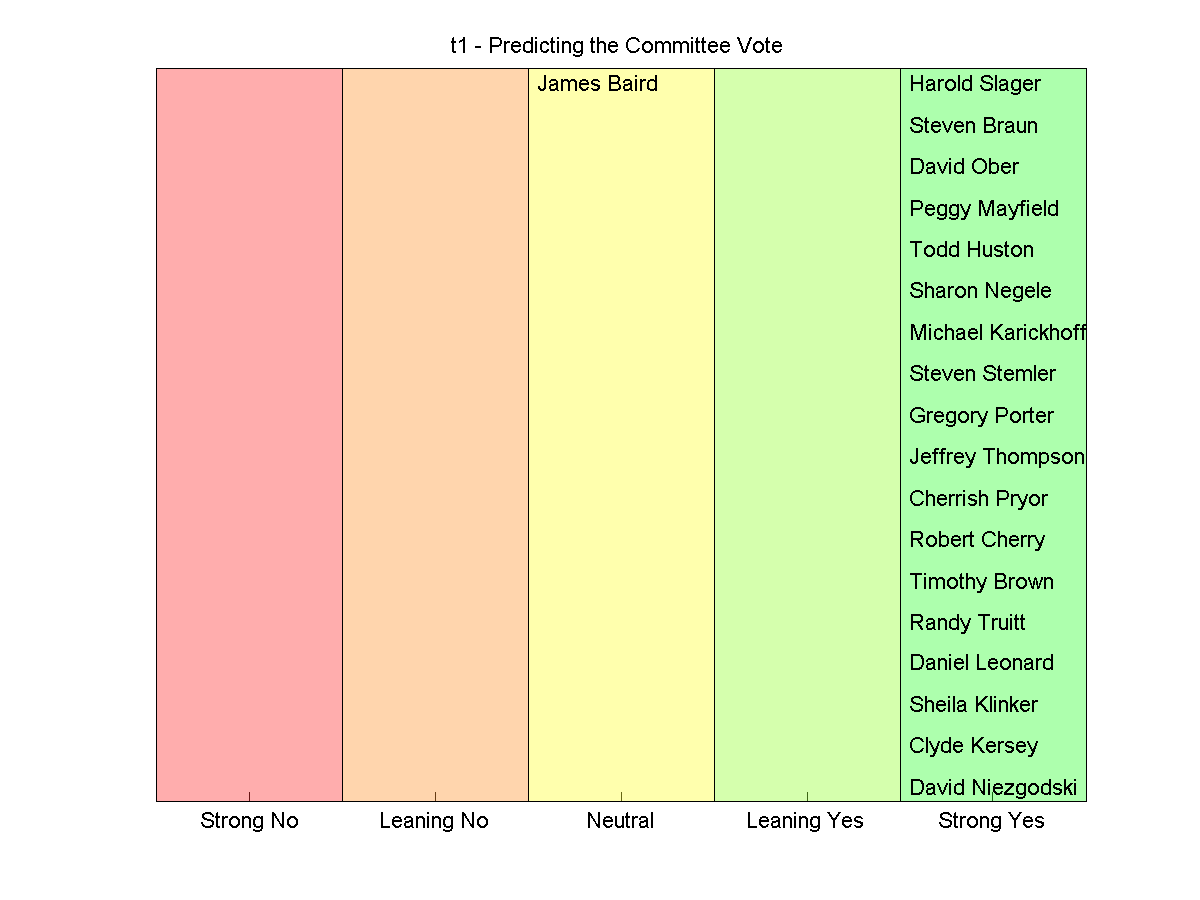 t1 - Predicting the Committee Vote
James Baird
Harold Slager
Steven Braun
David Ober
Peggy Mayfield
Todd Huston
Sharon Negele
Michael Karickhoff
Steven Stemler
Gregory Porter
Jeffrey Thompson
Cherrish Pryor
Robert Cherry
Timothy Brown
Randy Truitt
Daniel Leonard
Sheila Klinker
Clyde Kersey
David Niezgodski
Strong No
Leaning No
Neutral
Leaning Yes
Strong Yes